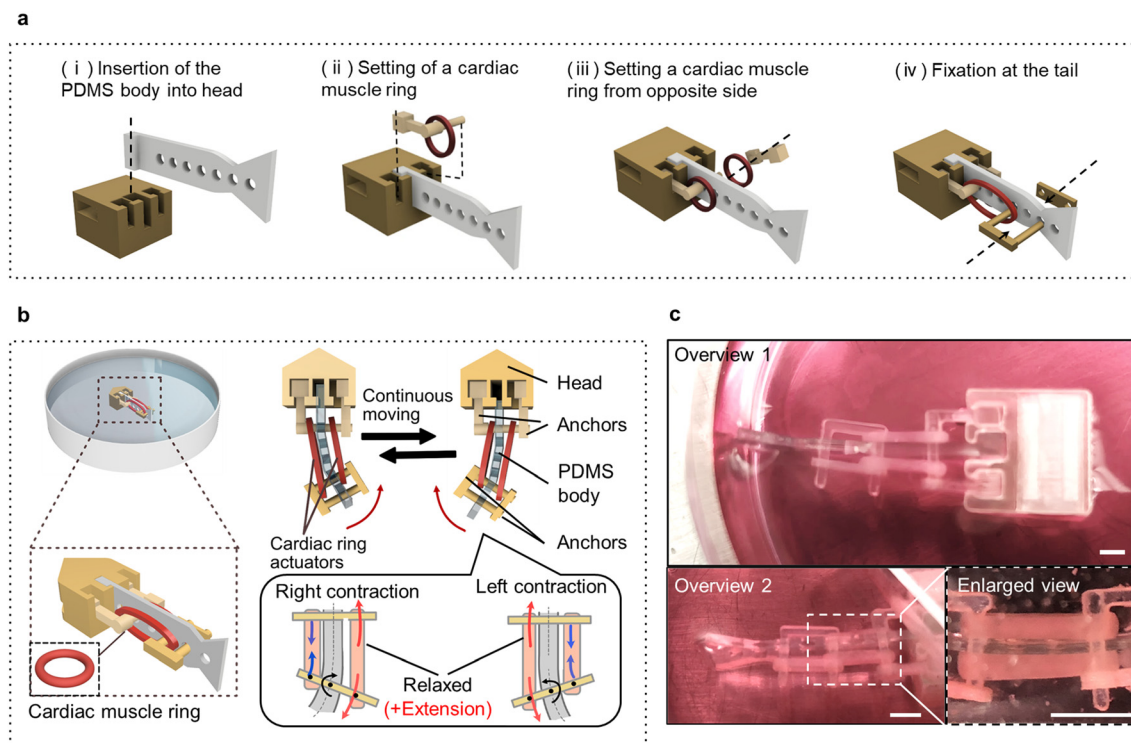 a
(i) Insertion of the
PDMS body into head
(ii) Setting of a cardiac
muscle ring
(iii) Setting a cardiac muscle
ring from opposite side
(iv) Fixation at the tail
b
Continuous
moving
Head
Anchors
PDMS
body
Anchors
Cardiac ring
actuators
Right contraction
Left contraction
Relaxed
(+Extension)
Cardiac muscle ring
c
Overview 1
Overview 2
Enlarged view